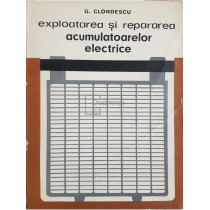 G. CLONDESCU
exploatarea și repararea
acumulatoarelor
electrice